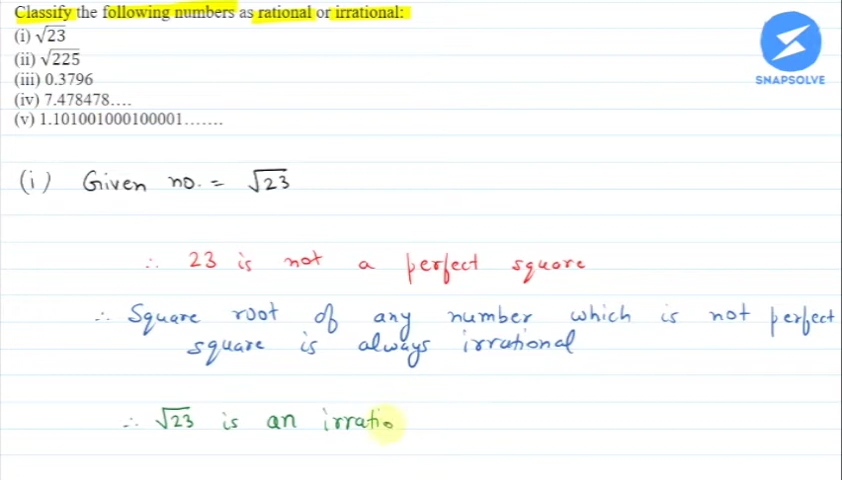 Classify the following numbers as rational or irrational:
(i) √23
(ii) √225
(iii) 0.3796
(iv) 7.478478....
(v) 1.101001000100001.......
SNAPSOLVE
(i) Given no. = √23
∴ 23 is not a perfect square
∴ Square root of any number which is not perfect
square is always irrational
∴ √23 is an irratio